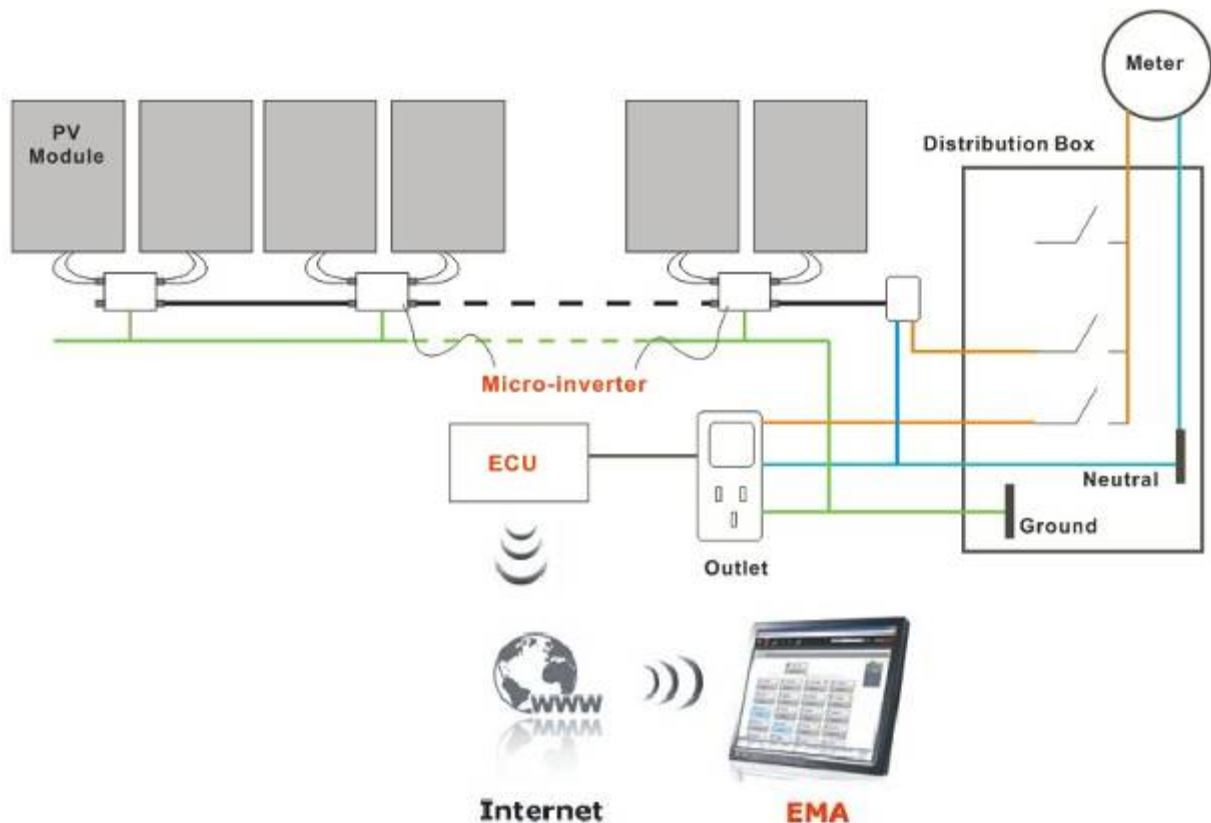 Meter
PV
Module
Distribution Box
Micro-inverter
ECU
Neutral
Ground
Outlet
WWW
Internet
EMA